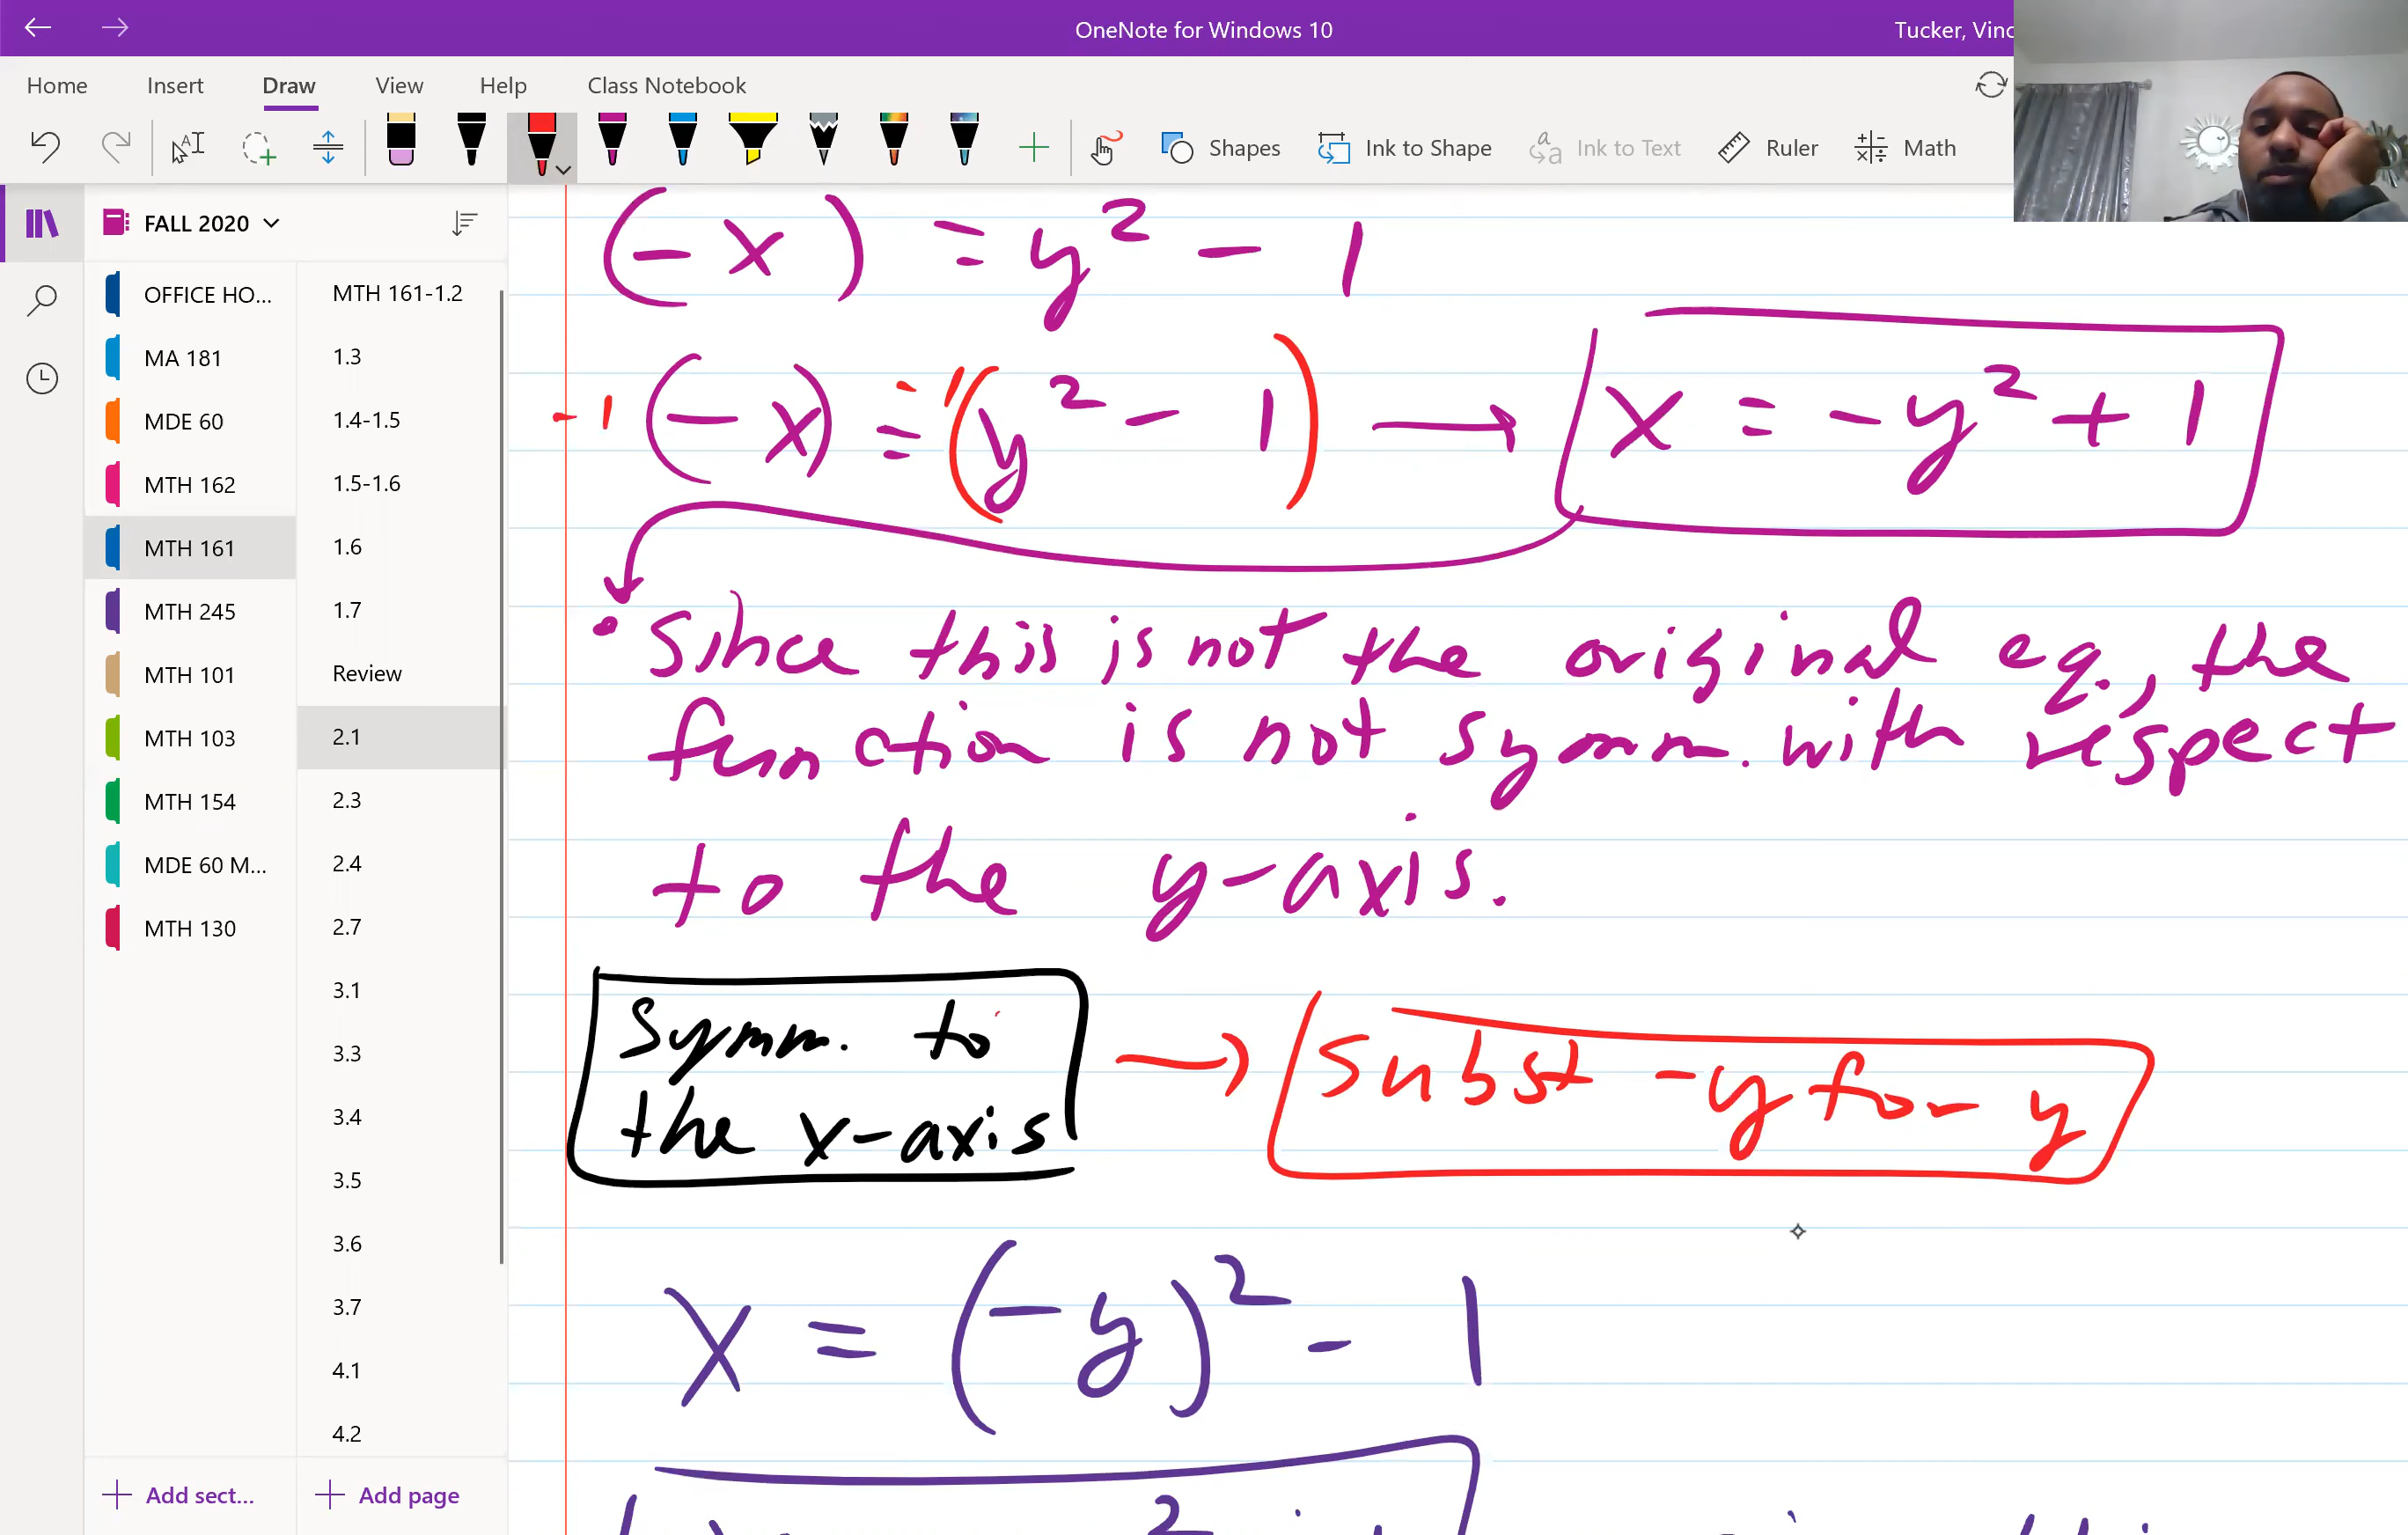 OneNote for Windows 10
Tucker, Vinc
Home Insert Draw View Help Class Notebook
Shapes Ink to Shape Ink to Text Ruler Math
FALL 2020
OFFICE HO...
MA 181
MDE 60
MTH 162
MTH 161
MTH 245
MTH 101
MTH 103
MTH 154
MDE 60 M...
MTH 130
Add sect...
MTH 161-1.2
1.3
1.4-1.5
1.5-1.6
1.6
1.7
Review
2.1
2.3
2.4
2.7
3.1
3.3
3.4
3.5
3.6
3.7
4.1
4.2
Add page
(-x) = y² - 1
-1 (-x) = -1(y² - 1) → x = -y² + 1
• Since this is not the original eq., the
function is not symm. with respect
to the y-axis.
Symm. to
the x-axis
→ Subst -y for y
x = (-y)² - 1